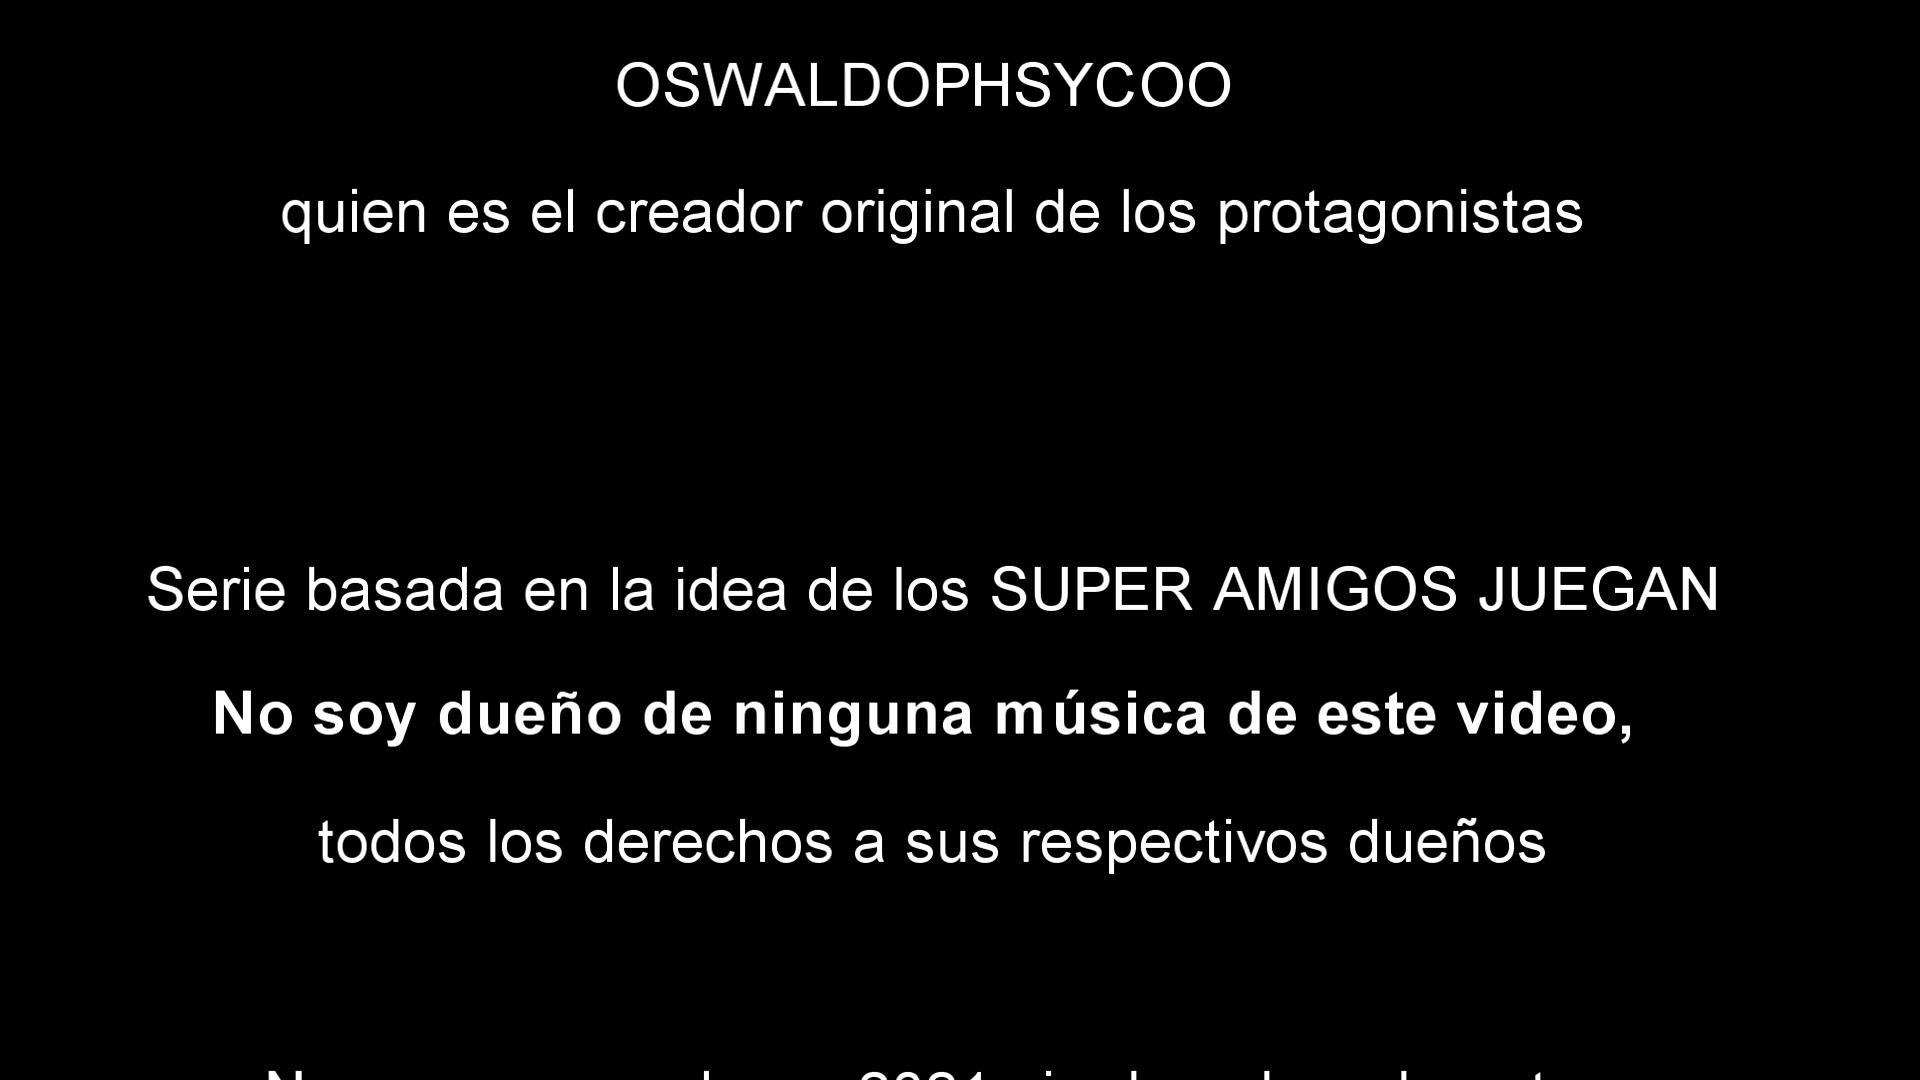 OSWALDOPHSYCOO
quien es el creador original de los protagonistas
Serie basada en la idea de los SUPER AMIGOS JUEGAN
No soy dueño de ninguna música de este video,
todos los derechos a sus respectivos dueños